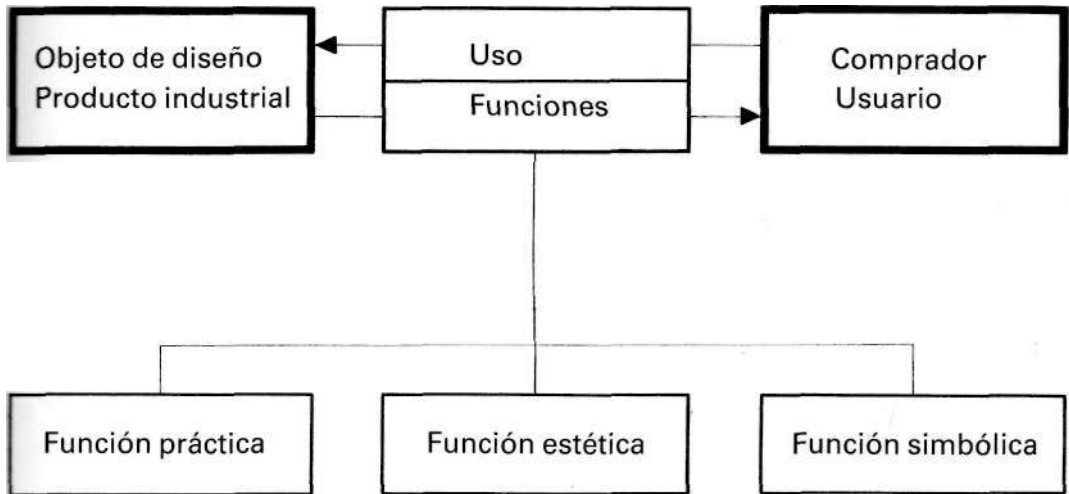 Objeto de diseño
Producto industrial
Uso
Funciones
Comprador
Usuario
Función práctica
Función estética
Función simbólica